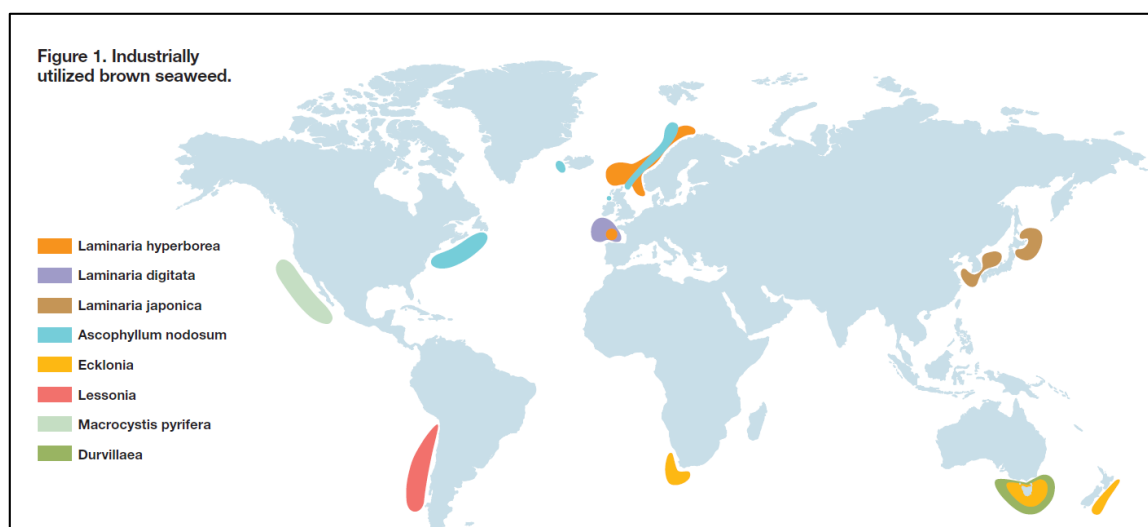 Figure 1. Industrially
utilized brown seaweed.
Laminaria hyperborea
Laminaria digitata
Laminaria japonica
Ascophyllum nodosum
Ecklonia
Lessonia
Macrocystis pyrifera
Durvillaea